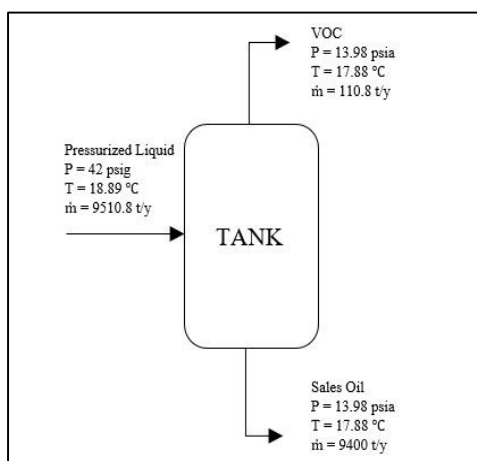 VOC
P = 13.98 psia
T = 17.88 ℃
ṁ = 110.8 t/y
Pressurized Liquid
P = 42 psig
T = 18.89 ℃
ṁ = 9510.8 t/y
TANK
Sales Oil
P = 13.98 psia
T = 17.88 ℃
ṁ = 9400 t/y